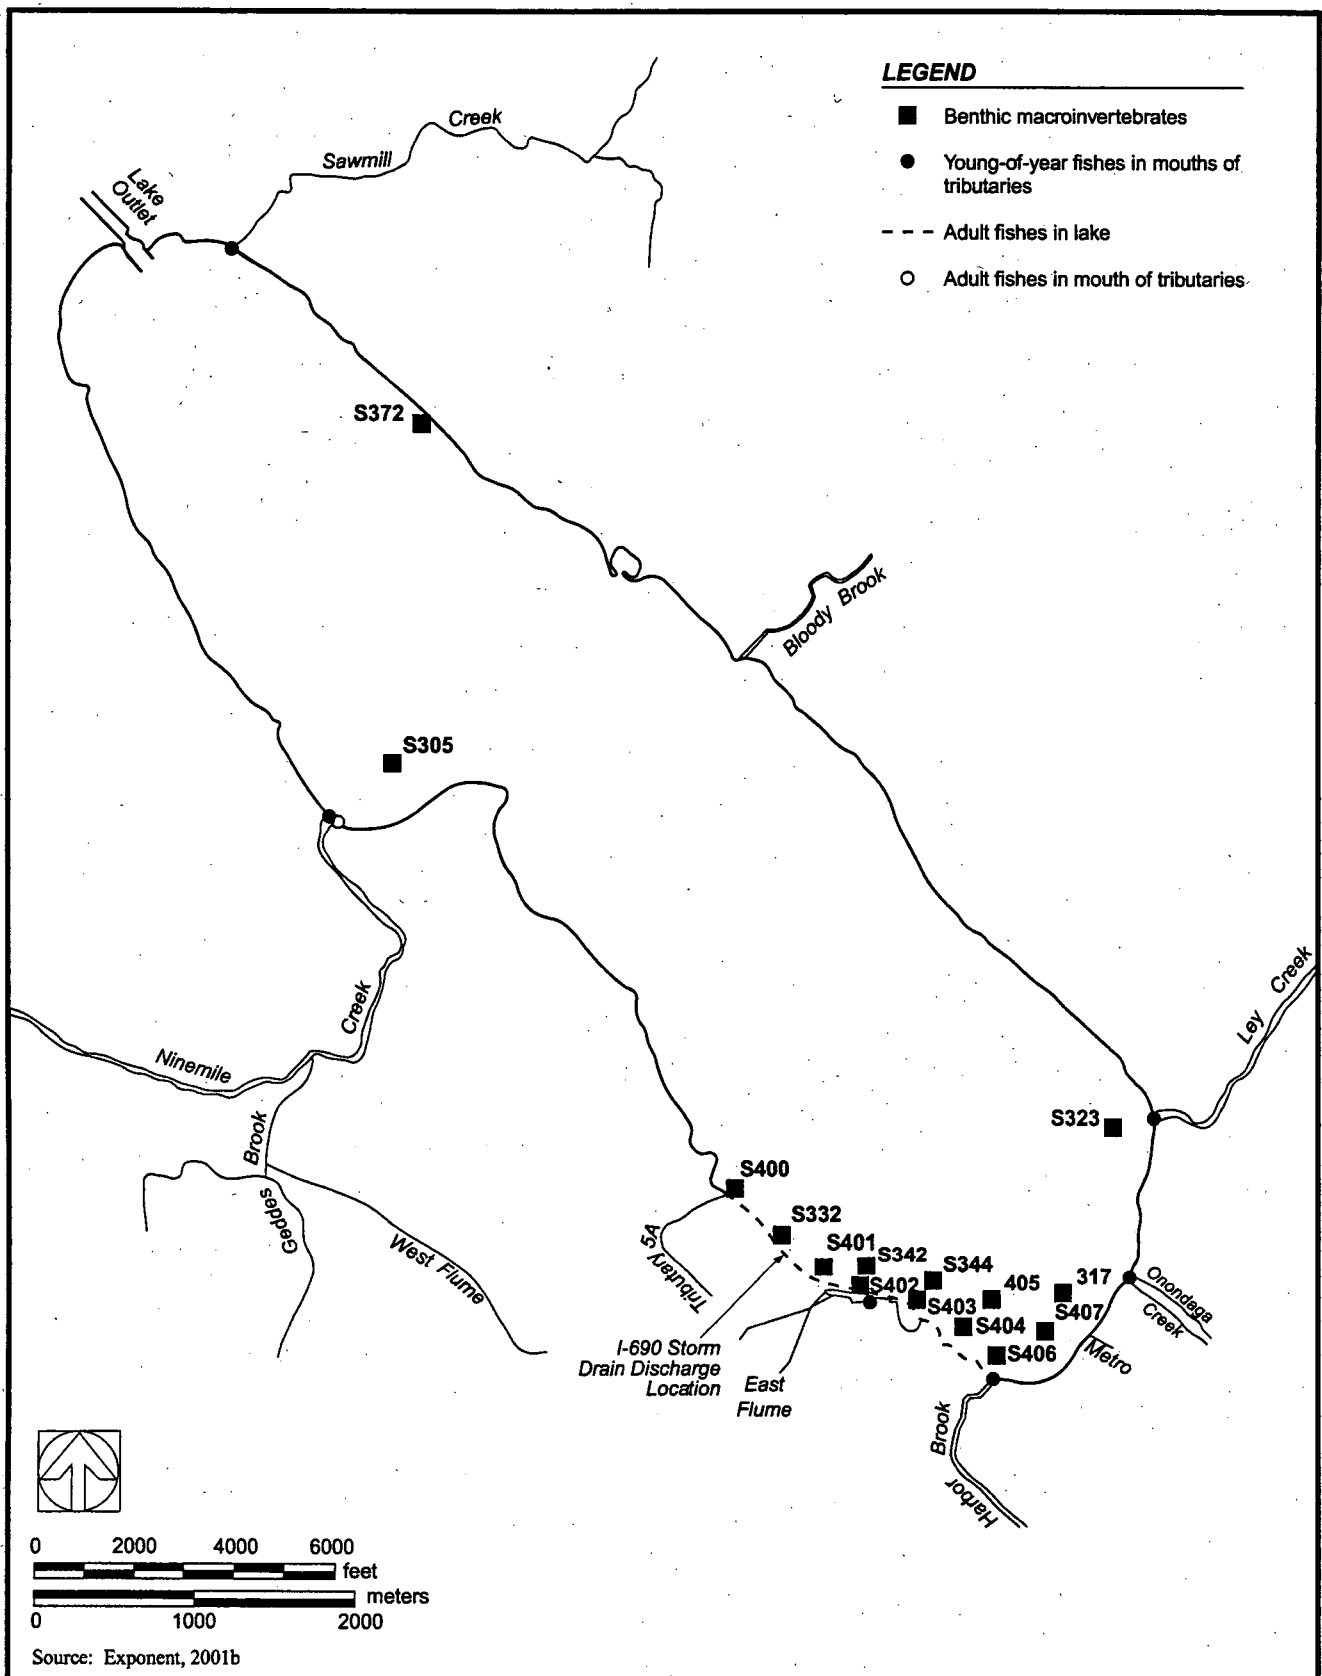 LEGEND
Benthic macroinvertebrates
Young-of-year fishes in mouths of
tributaries
Adult fishes in lake
Adult fishes in mouth of tributaries
Creek
Sawmill
Lake
Outlet
S372
Bloody Brook
S305
Creek
Ley
Creek
Ninemile
Brook
Geddes
West Flume
S323
S400
Tributary 5A
S332
S401
S342
S402
S344
S403
405
317
S407
S404
S406
Onondaga
Creek
Metro
I-690 Storm
Drain Discharge
Location
East
Flume
Brook
Harbor
0 2000 4000 6000
feet
meters
0 1000 2000
Source: Exponent, 2001b